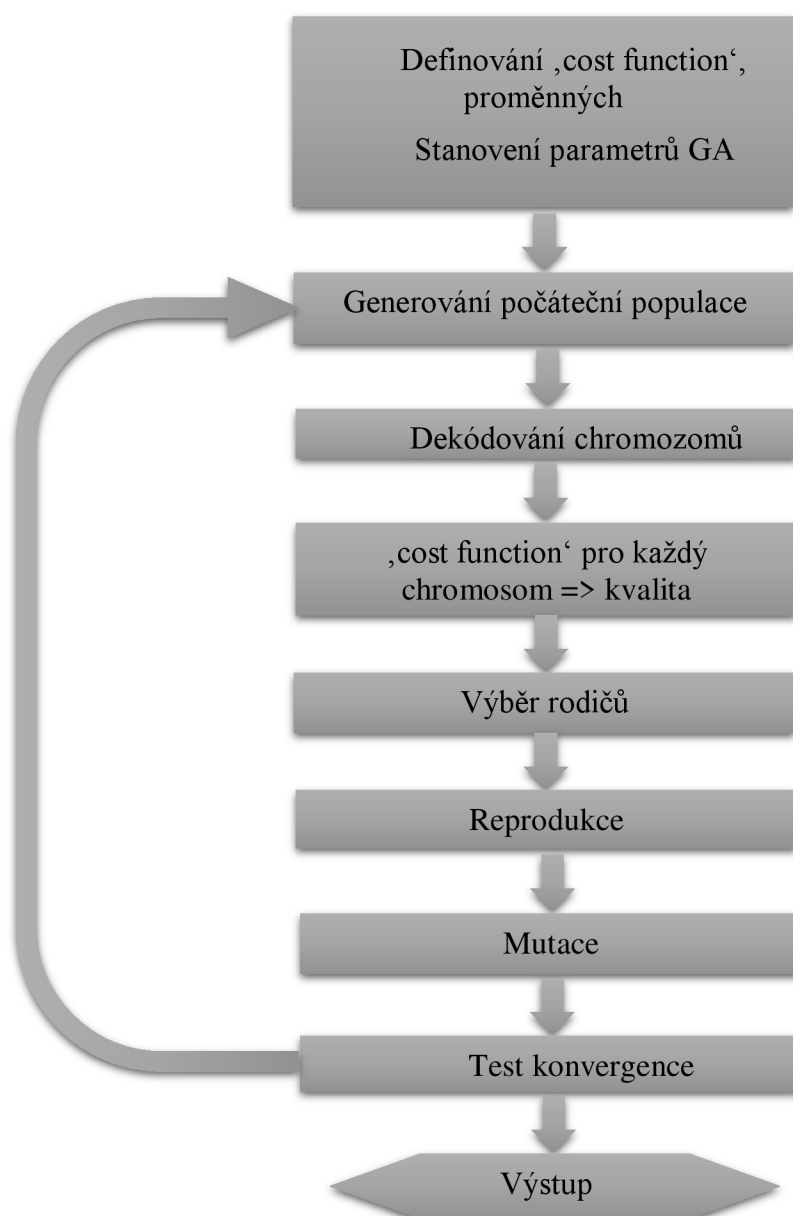 Definování ‚cost function‘,
proměnných
Stanovení parametrů GA
Generování počáteční populace
Dekódování chromozomů
‚cost function‘ pro každý
chromosom => kvalita
Výběr rodičů
Reprodukce
Mutace
Test konvergence
Výstup